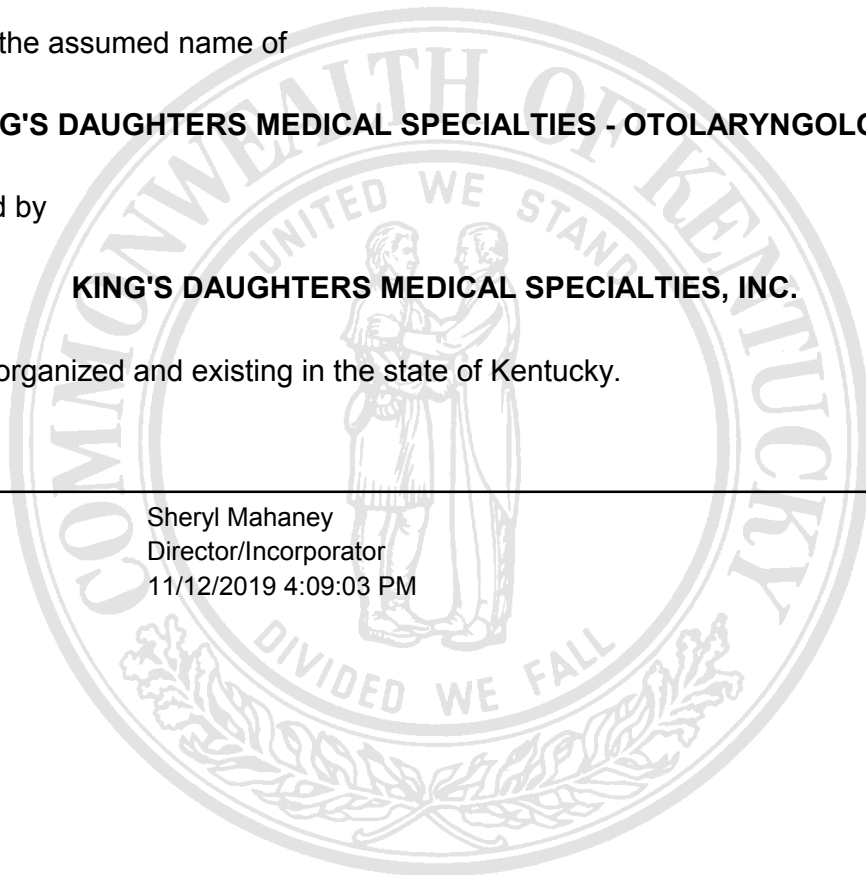 the assumed name of
G'S DAUGHTERS MEDICAL SPECIALTIES - OTOLARYNGOLO
d by
KING'S DAUGHTERS MEDICAL SPECIALTIES, INC.
organized and existing in the state of Kentucky.
Sheryl Mahaney
Director/Incorporator
11/12/2019 4:09:03 PM
COMMONWEALTH OF KENTUCKY
UNITED WE STAND
DIVIDED WE FALL